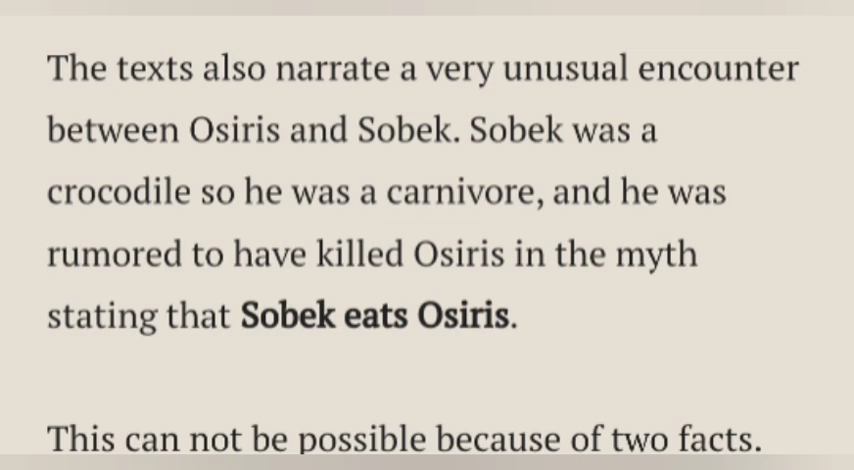 The texts also narrate a very unusual encounter
between Osiris and Sobek. Sobek was a
crocodile so he was a carnivore, and he was
rumored to have killed Osiris in the myth
stating that Sobek eats Osiris.
This can not be possible because of two facts.